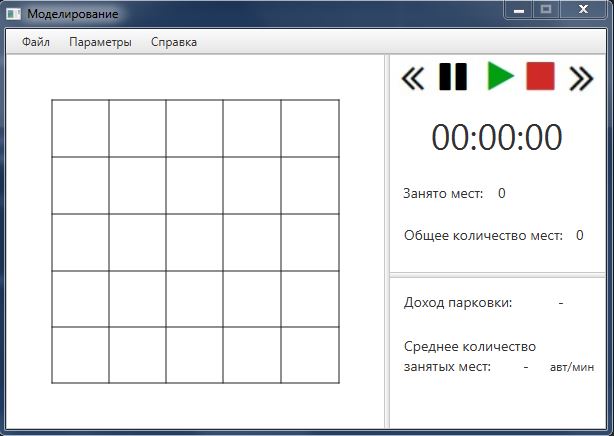 Моделирование
Файл Параметры Справка
00:00:00
Занято мест: 0
Общее количество мест: 0
Доход парковки: -
Среднее количество
занятых мест: - авт/мин